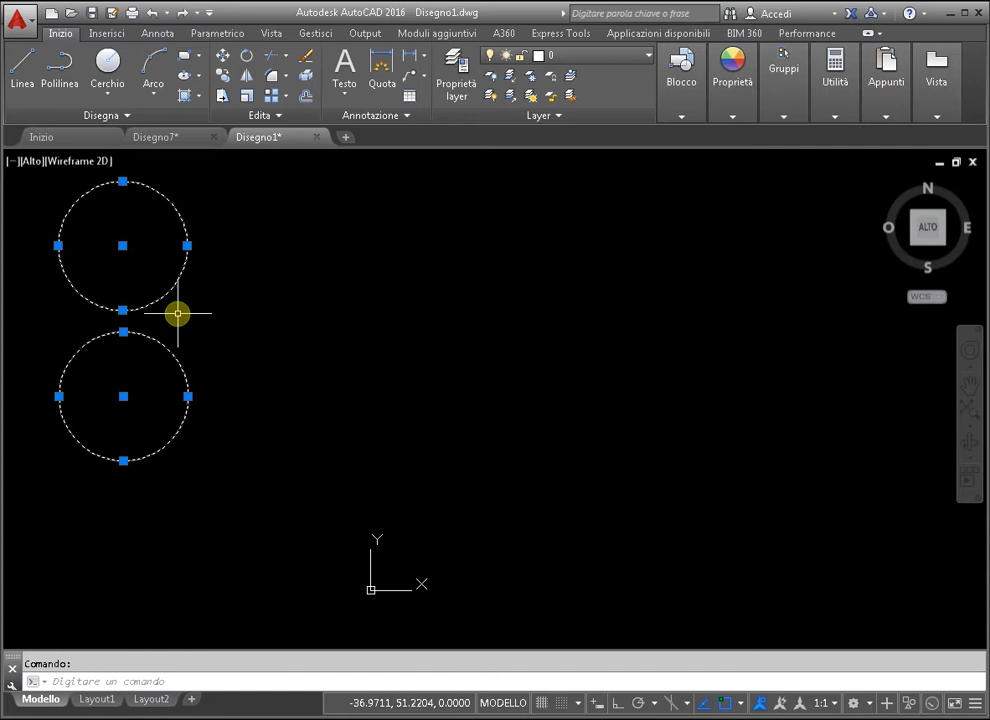 Autodesk AutoCAD 2016 Disegno1.dwg
Digitare parola chiave o frase
Accedi
Inizio Inserisci Annota Parametrico Vista Gestisci Output Moduli aggiuntivi A360 Express Tools Applicazioni disponibili BIM 360 Performance
0
Linea Polilinea Cerchio Arco Testo Quota Proprietà layer Blocco Proprietà Gruppi Utilità Appunti Vista
Disegna Edita Annotazione Layer
Inizio Disegno7* Disegno1*
[−][Alto][Wireframe 2D]
N
O ALTO E
S
WCS
Y
X
Comando:
Digitare un comando
Modello Layout1 Layout2 + -36.9711, 51.2204, 0.0000 MODELLO 1:1